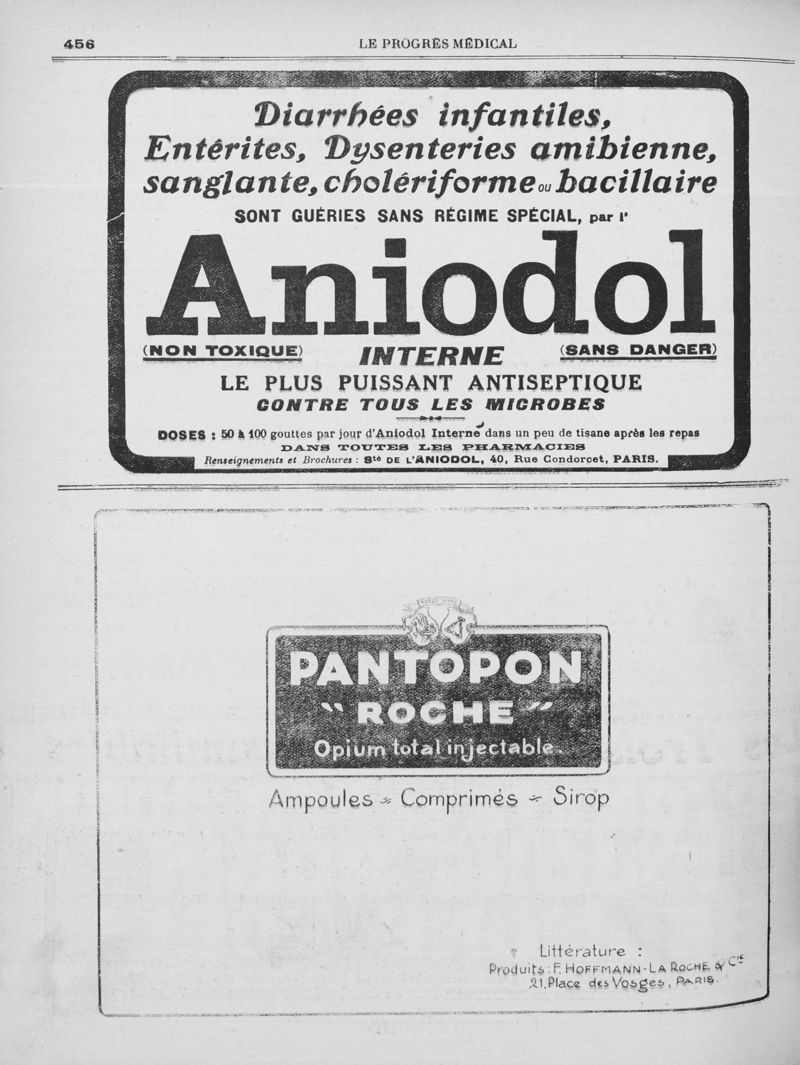 456
LE PROGRÈS MÉDICAL
Diarrhées infantiles,
Entérites, Dysenteries amibienne,
sanglante, cholériforme ou bacillaire
SONT GUÉRIES SANS RÉGIME SPÉCIAL, par l'
Aniodol
(NON TOXIQUE) INTERNE (SANS DANGER)
LE PLUS PUISSANT ANTISEPTIQUE
CONTRE TOUS LES MICROBES
DOSES : 50 à 100 gouttes par jour d'Aniodol Interne dans un peu de tisane après les repas
DANS TOUTES LES PHARMACIES
Renseignements et Brochures : Sté DE L'ANIODOL, 40, Rue Condorcet, PARIS.
PANTOPON
"ROCHE"
Opium total injectable.
Ampoules - Comprimés - Sirop
Littérature :
Produits : F. HOFFMANN-LA ROCHE & Cie
21, Place des Vosges, PARIS.